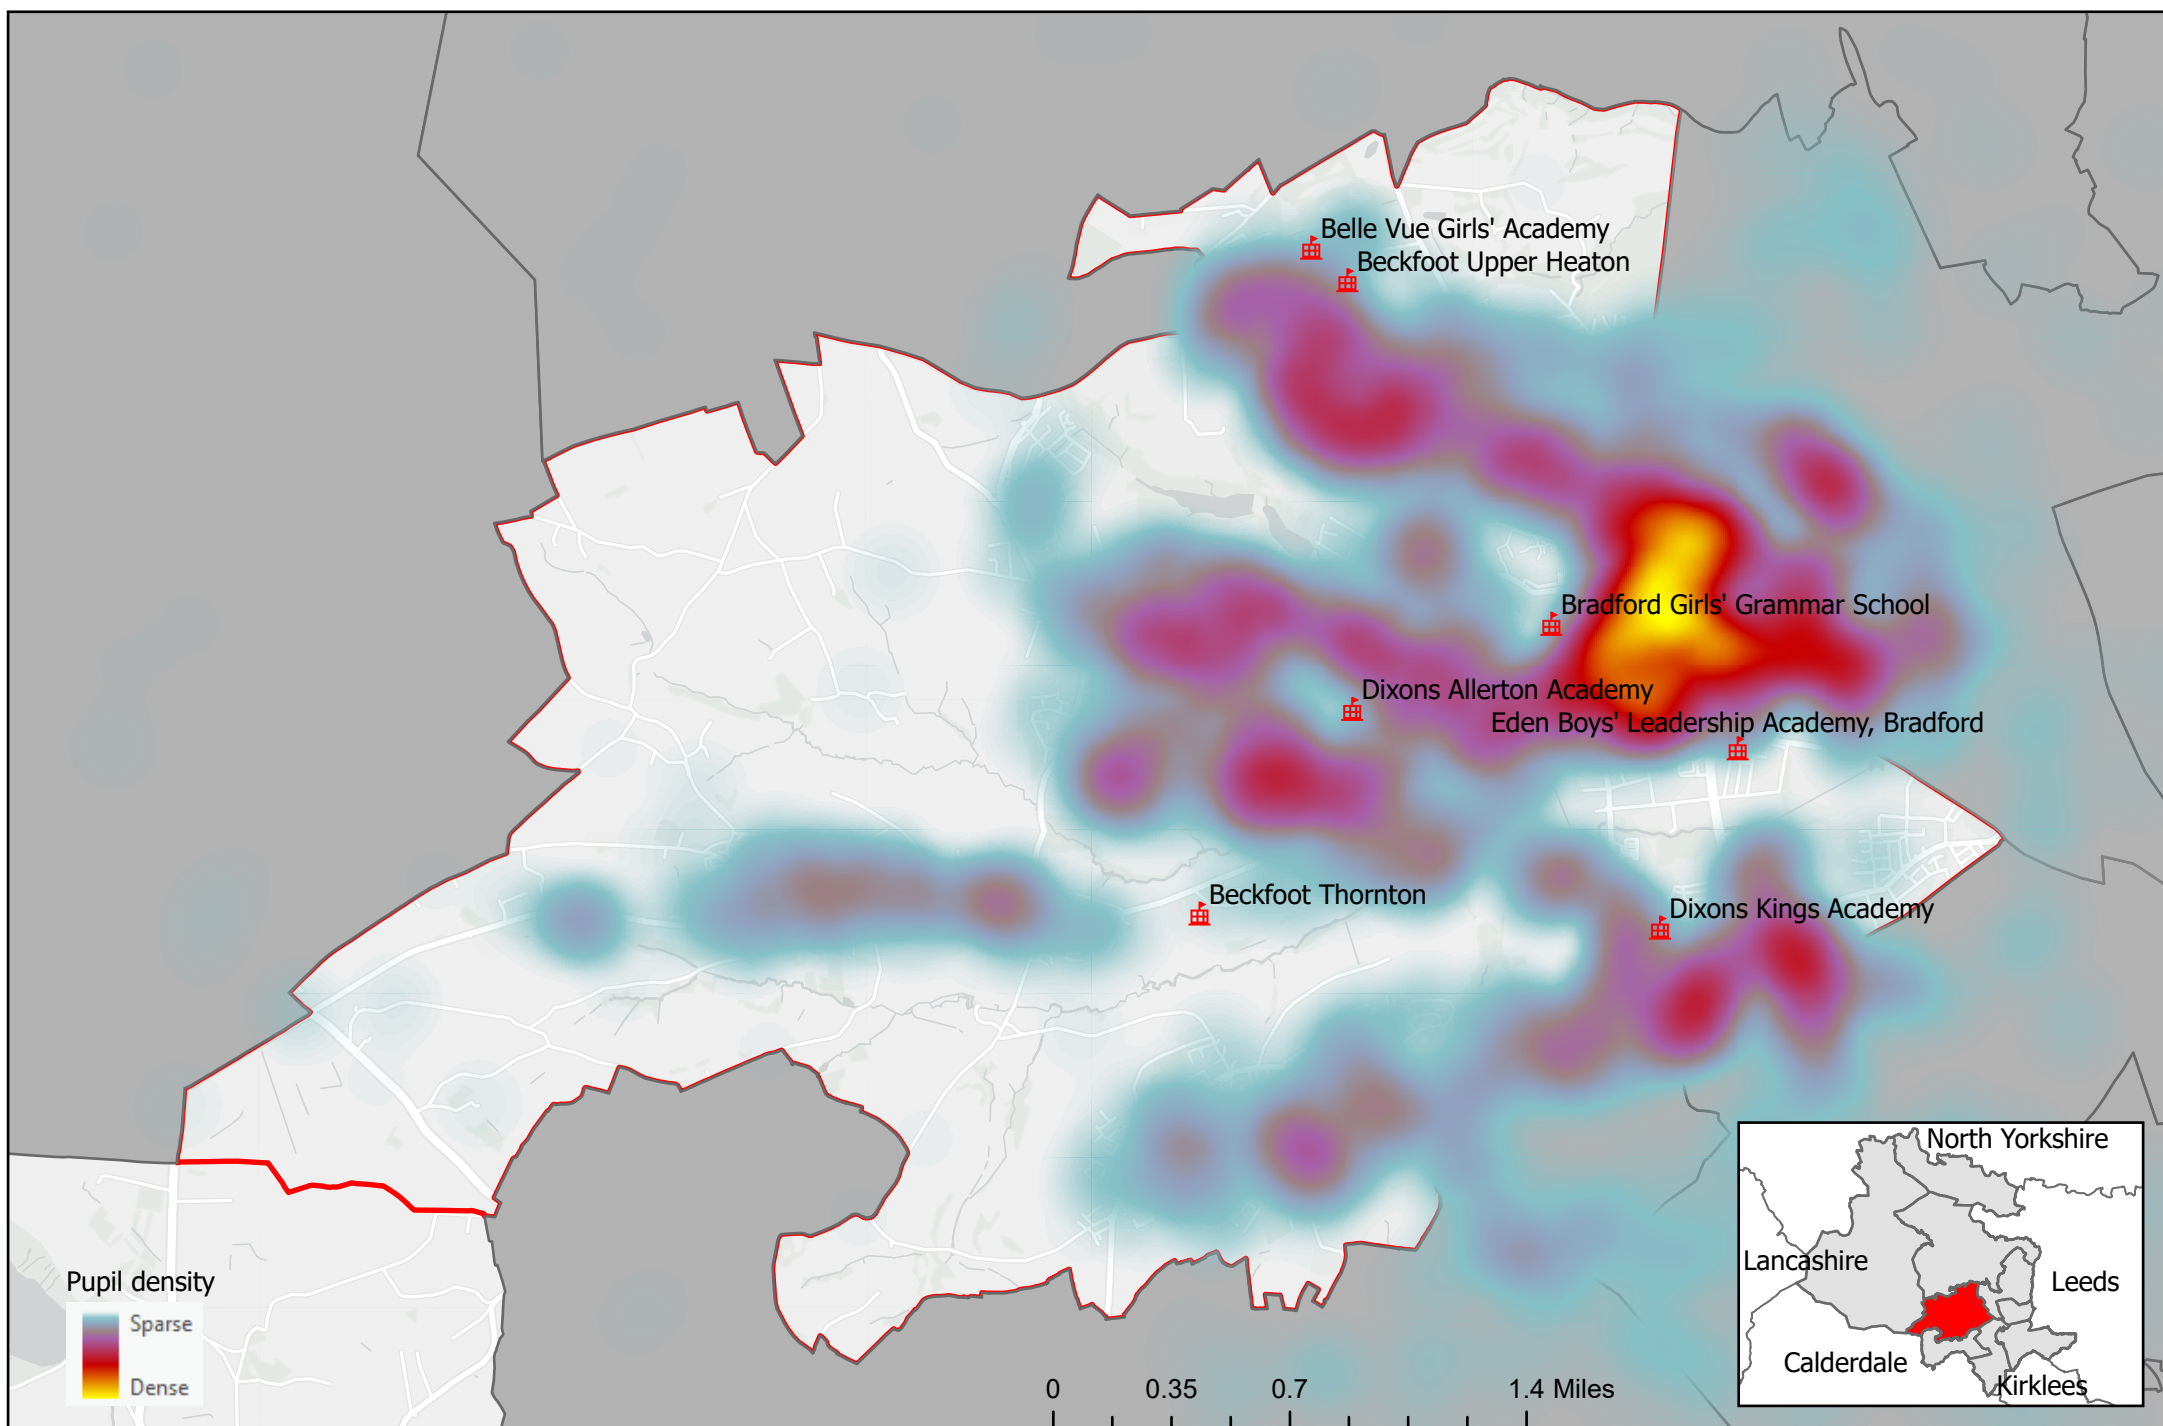 Belle Vue Girls' Academy
Beckfoot Upper Heaton
Bradford Girls' Grammar School
Dixons Allerton Academy
Eden Boys' Leadership Academy, Bradford
Beckfoot Thornton
Dixons Kings Academy
Pupil density
Sparse
Dense
0 0.35 0.7 1.4 Miles
North Yorkshire
Lancashire
Leeds
Calderdale
Kirklees